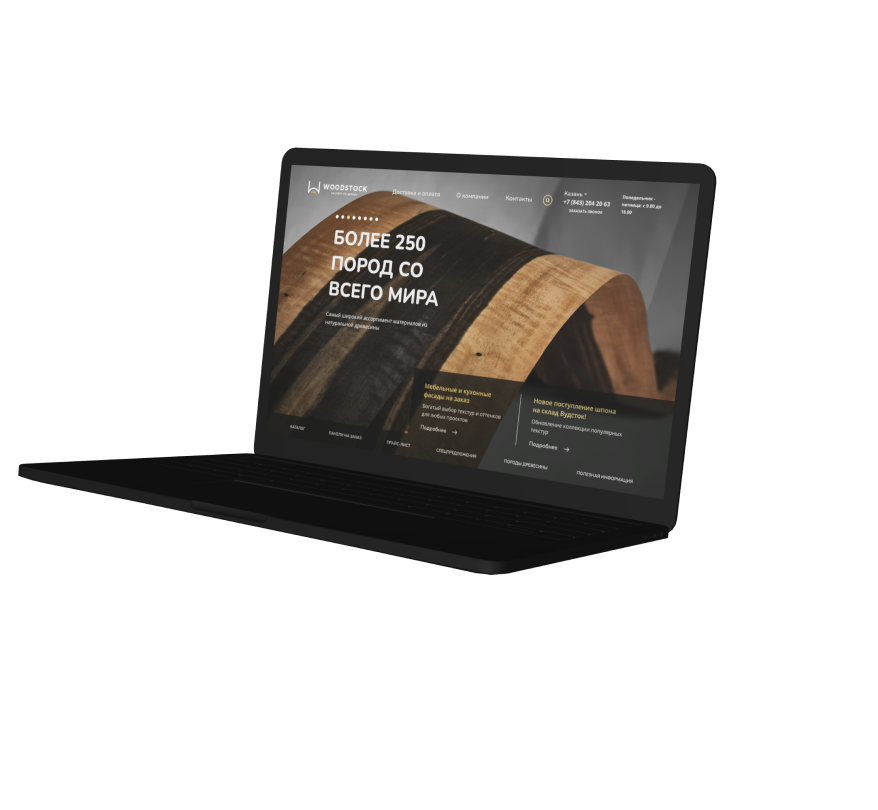 WOODSTOCK
Доставка и оплата
О компании
Контакты
Казань
+7 (843) 204 20 63
ЗАКАЗАТЬ ЗВОНОК
Понедельник -
пятница: с 9.00 до
18.00
БОЛЕЕ 250
ПОРОД СО
ВСЕГО МИРА
Самый широкий ассортимент материалов из
натуральной древесины
Мебельные и кухонные
фасады на заказ
Богатый выбор текстур и оттенков
для любых проектов
Подробнее →
Новое поступление шпона
на склад Вудсток!
Обновление коллекции популярных
текстур
Подробнее →
КАТАЛОГ
ПАНЕЛИ НА ЗАКАЗ
ПРАЙС-ЛИСТ
СПЕЦПРЕДЛОЖЕНИЯ
ПОРОДЫ ДРЕВЕСИНЫ
ПОЛЕЗНАЯ ИНФОРМАЦИЯ